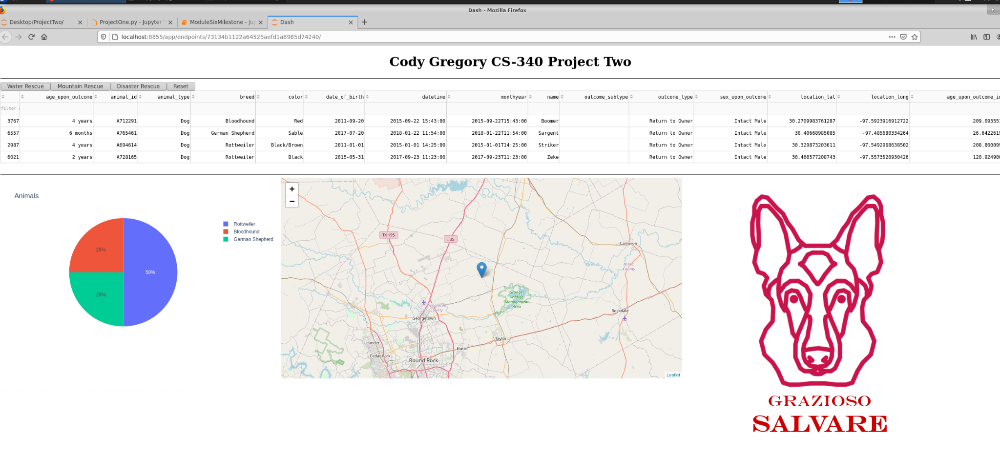 Dash - Mozilla Firefox
Desktop/ProjectTwo/ ProjectOne.py - Jupyter ModuleSixMilestone - Dash
localhost:8855/app/endpoints/73134b1122a64525aefd1a8985d74240/
Cody Gregory CS-340 Project Two
Water Rescue Mountain Rescue Disaster Rescue Reset
age_upon_outcome animal_id animal_type breed color date_of_birth datetime monthyear name outcome_subtype outcome_type sex_upon_outcome location_lat location_long
filter
3767 4 years A712291 Dog Bloodhound Red 2011-09-20 2015-09-22 15:43:00 2015-09-22T15:43:00 Boomer Return to Owner Intact Male 30.2709983761287 -97.5923916912722 209.09355
6557 6 months A765461 Dog German Shepherd Sable 2017-07-20 2018-01-22 11:54:00 2018-01-22T11:54:00 Sargent Return to Owner Intact Male 30.40668985085 -97.485680334264 26.642261
2987 4 years A694614 Dog Rottweiler Black/Brown 2011-01-01 2015-01-01 14:25:00 2015-01-01T14:25:00 Striker Return to Owner Intact Male 30.329873203611 -97.5492968638502 208.80009
6021 2 years A728165 Dog Rottweiler Black 2015-05-31 2017-09-23 11:23:00 2017-09-23T11:23:00 Zeke Return to Owner Intact Male 30.466577208743 -97.5573520930426 120.92490
Animals
Rottweiler
Bloodhound
German Shepherd
25%
50%
25%
+
−
TX 195
I 35
Cameron
Milam
County
Granger
Wildlife
Management
Area
Williamson
County
Rockdale
Georgetown
Taylor
Leander
Hutto
Cedar Park
Round Rock
Leaflet
GRAZIOSO
SALVARE